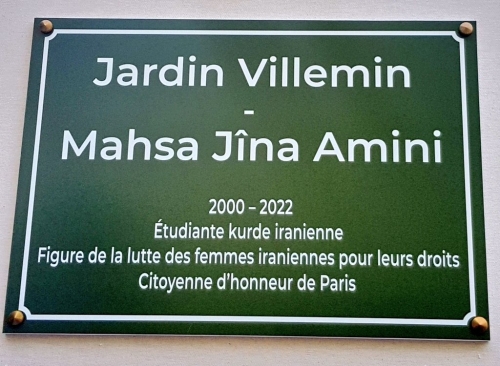 Jardin Villemin
-
Mahsa Jîna Amini
2000 – 2022
Étudiante kurde iranienne
Figure de la lutte des femmes iraniennes pour leurs droits
Citoyenne d'honneur de Paris